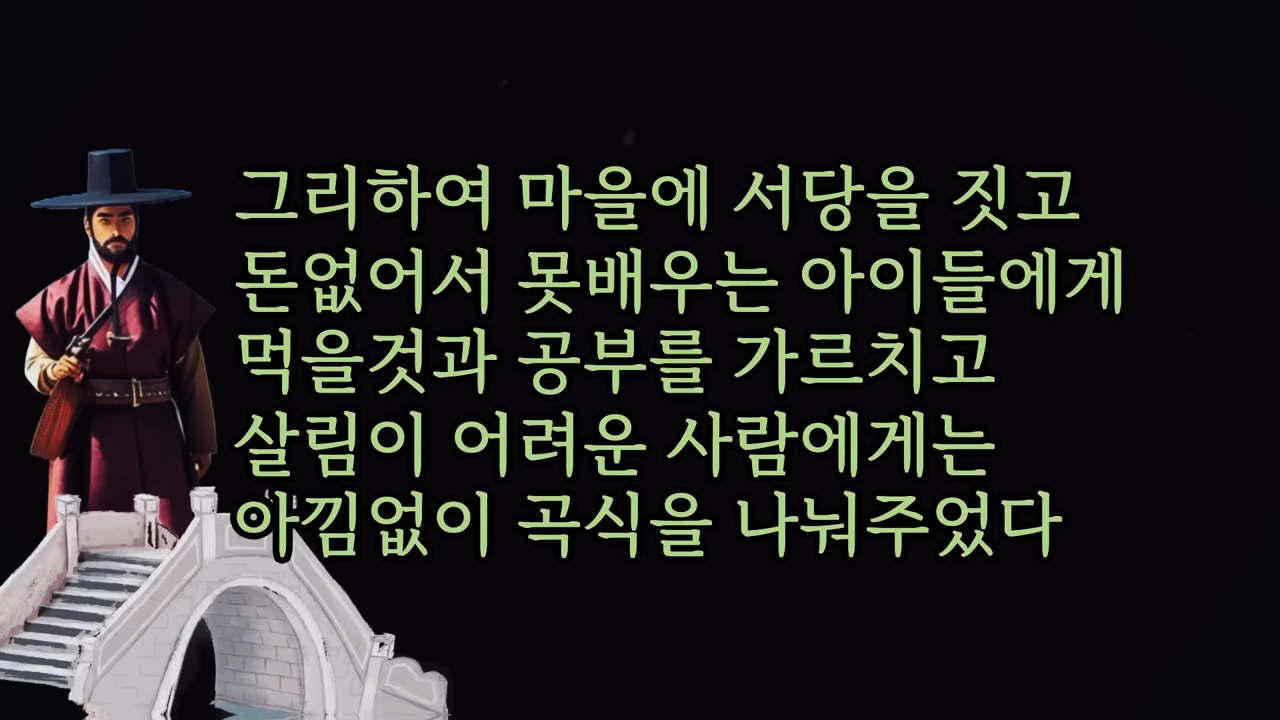 그리하여 마을에 서당을 짓고
돈없어서 못배우는 아이들에게
먹을것과 공부를 가르치고
살림이 어려운 사람에게는
아낌없이 곡식을 나눠주었다